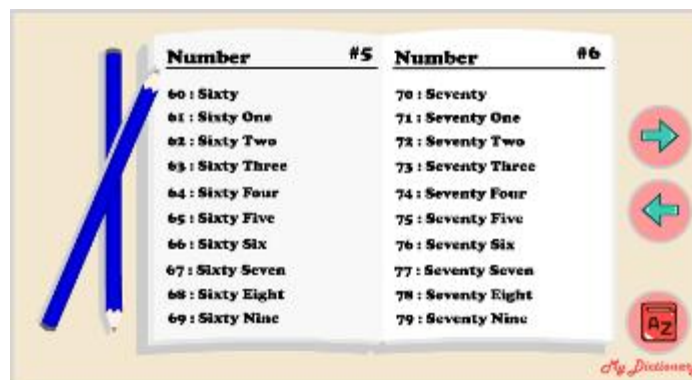 Number #5
60 : Sixty
61 : Sixty One
62 : Sixty Two
63 : Sixty Three
64 : Sixty Four
65 : Sixty Five
66 : Sixty Six
67 : Sixty Seven
68 : Sixty Eight
69 : Sixty Nine
Number #6
70 : Seventy
71 : Seventy One
72 : Seventy Two
73 : Seventy Three
74 : Seventy Four
75 : Seventy Five
76 : Seventy Six
77 : Seventy Seven
78 : Seventy Eight
79 : Seventy Nine
AZ
My Dictionary